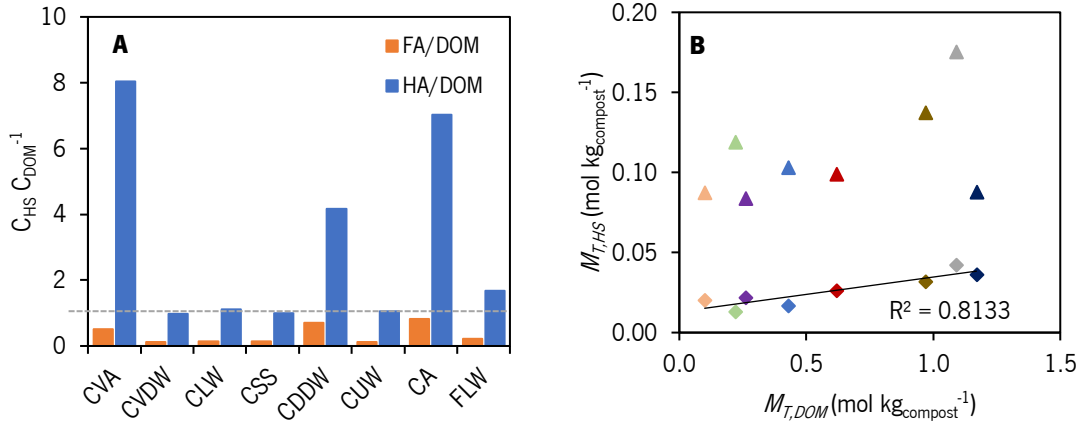 A
FA/DOM
HA/DOM
10
8
6
4
2
0
C_HS C_DOM^-1
CVA
CVDW
CLW
CSS
CDDW
CUIW
CA
FLW
B
0.20
0.15
0.10
0.05
0.00
M_T,HS (mol kg_compost^-1)
R² = 0.8133
0.0
0.5
1.0
1.5
M_T,DOM (mol kg_compost^-1)